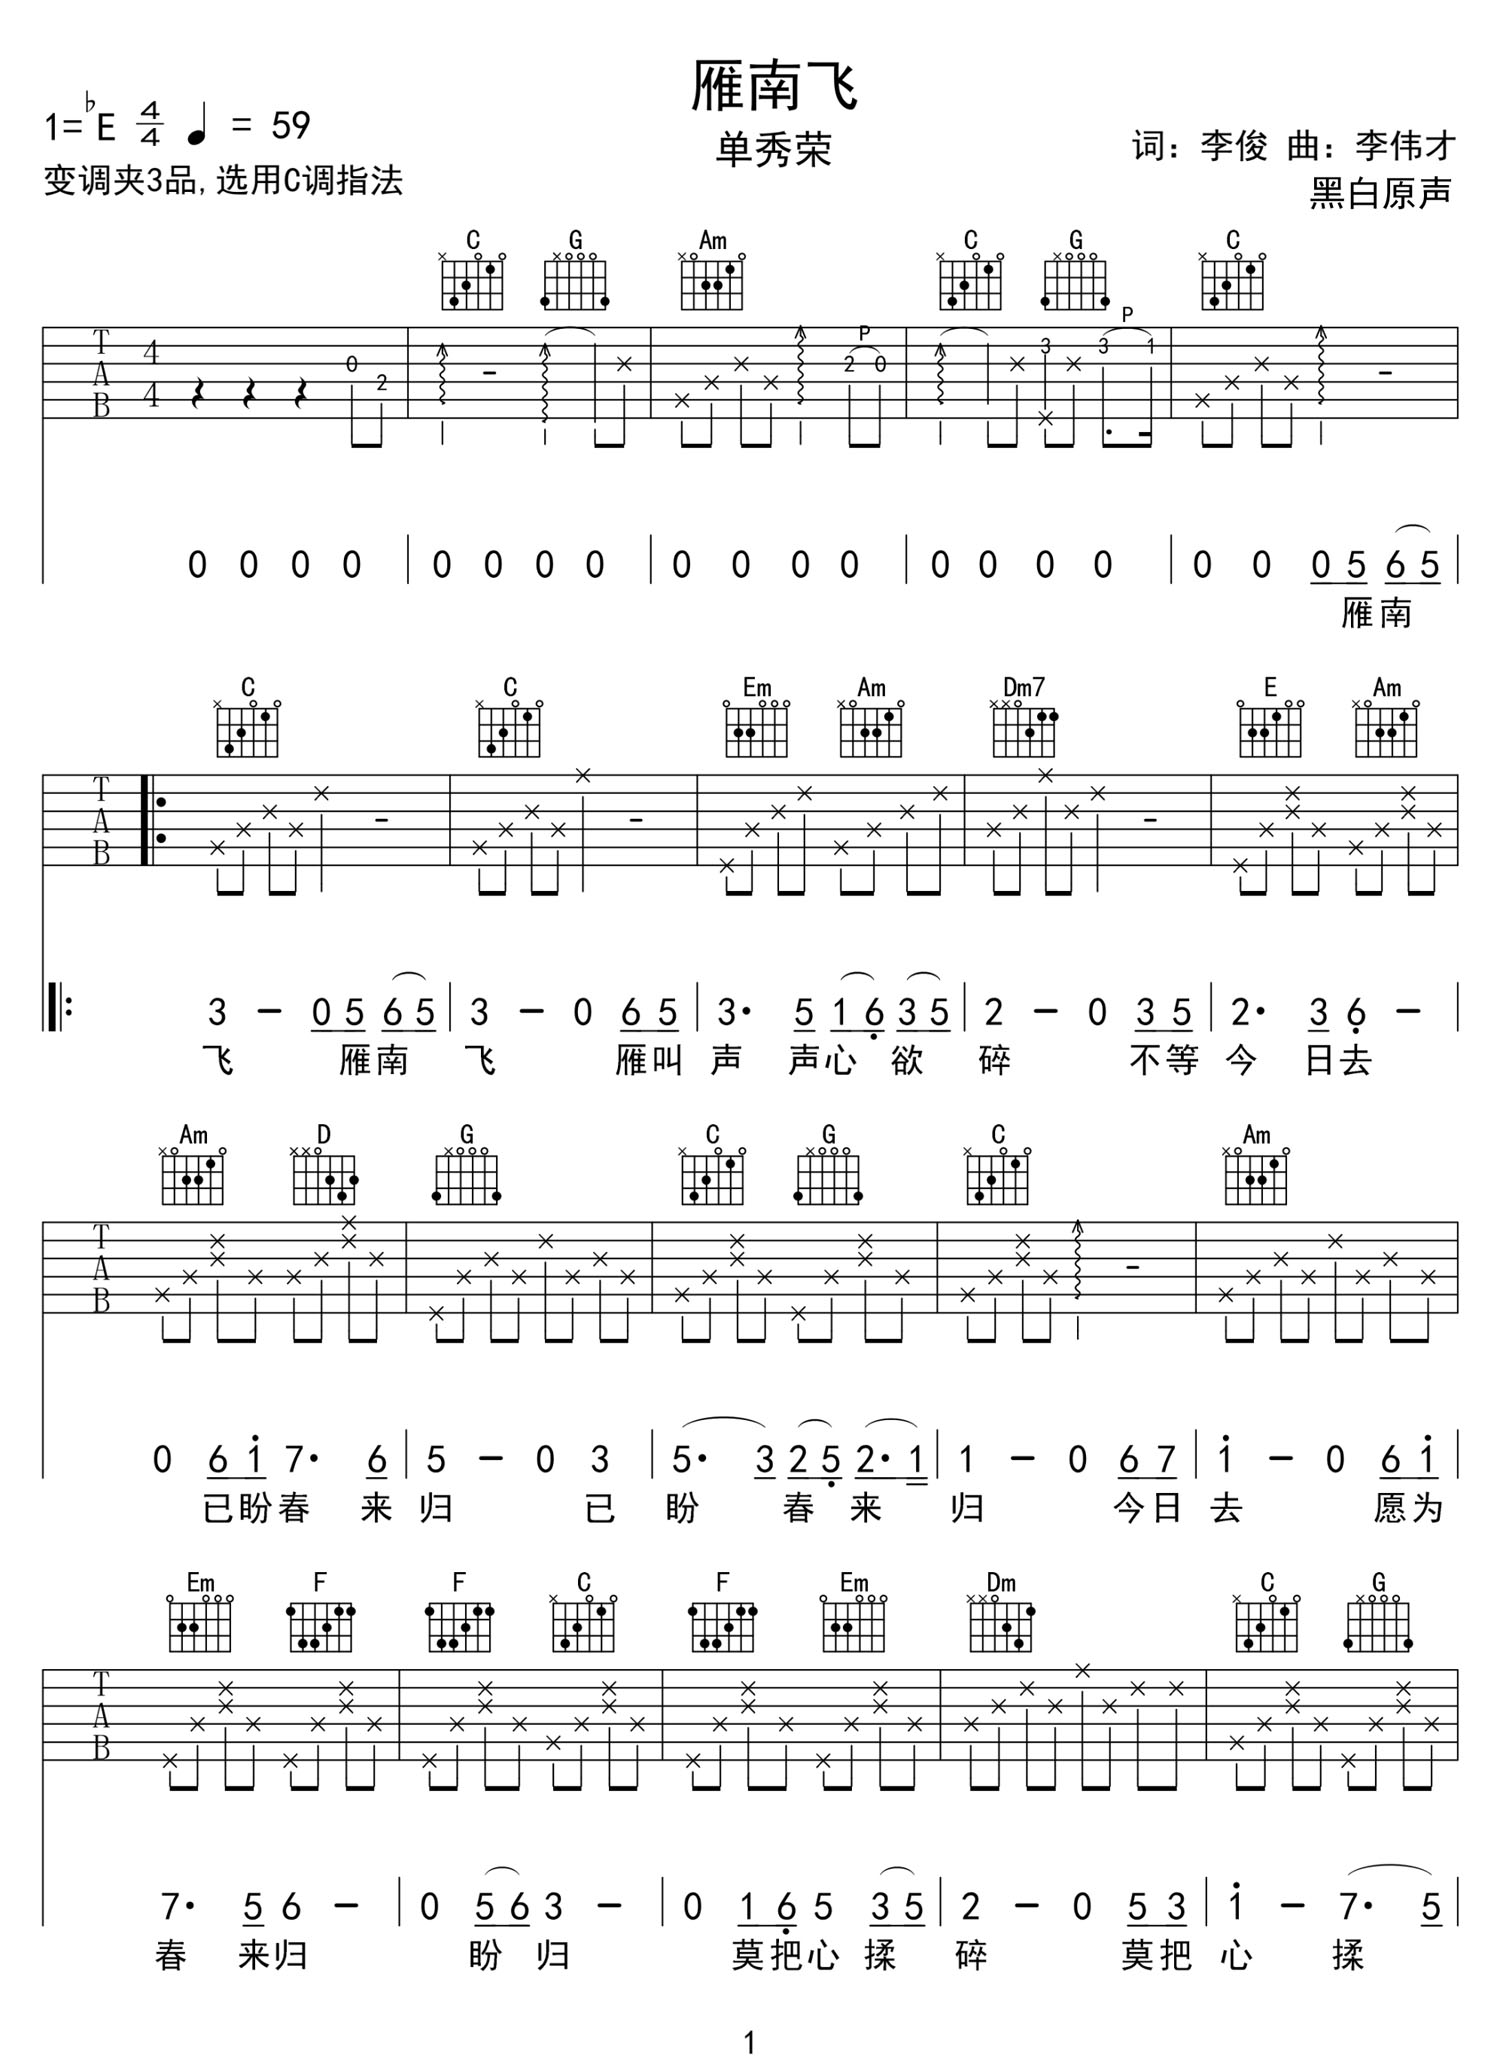 雁南飞
1=♭E 4/4 ♩ = 59
单秀荣
词：李俊 曲：李伟才
变调夹3品,选用C调指法
黑白原声
C G Am C G C
P P
T A B 4 4 0 2 2 0 3 3 1
0 0 0 0 | 0 0 0 0 | 0 0 0 0 | 0 0 0 0 | 0 0 0 5 6 5
雁南
C C Em Am Dm7 E Am
T A B
3 - 0 5 6 5 | 3 - 0 6 5 | 3· 5 1 6 3 5 | 2 - 0 3 5 | 2· 3 6 -
飞 雁南 飞 雁叫 声 声心 欲 碎 不等 今 日去
Am D G C G C Am
T A B
0 6 1 7· 6 | 5 - 0 3 | 5· 3 2 5 2· 1 | 1 - 0 6 7 | 1 - 0 6 1
已盼春 来 归 已 盼 春 来 归 今日 去 愿为
Em F F C F Em Dm C G
T A B
7· 5 6 - | 0 5 6 3 - | 0 1 6 5 3 5 | 2 - 0 5 3 | 1 - 7· 5
春 来归 盼 归 莫把心 揉 碎 莫把 心 揉
1